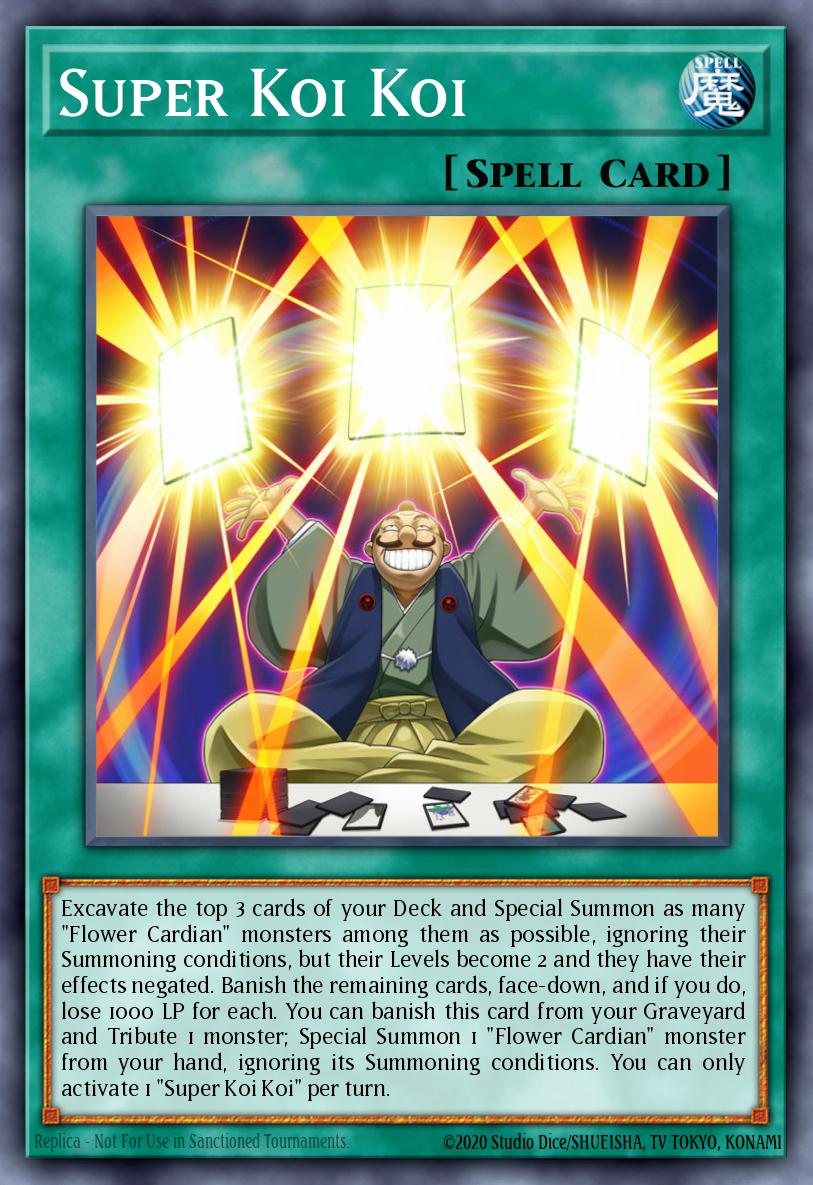 Super Koi Koi
SPELL
魔
[Spell Card]
Excavate the top 3 cards of your Deck and Special Summon as many
"Flower Cardian" monsters among them as possible, ignoring their
Summoning conditions, but their Levels become 2 and they have their
effects negated. Banish the remaining cards, face-down, and if you do,
lose 1000 LP for each. You can banish this card from your Graveyard
and Tribute 1 monster; Special Summon 1 "Flower Cardian" monster
from your hand, ignoring its Summoning conditions. You can only
activate 1 "Super Koi Koi" per turn.
Replica - Not For Use in Sanctioned Tournaments.
©2020 Studio Dice/SHUEISHA, TV TOKYO, KONAMI